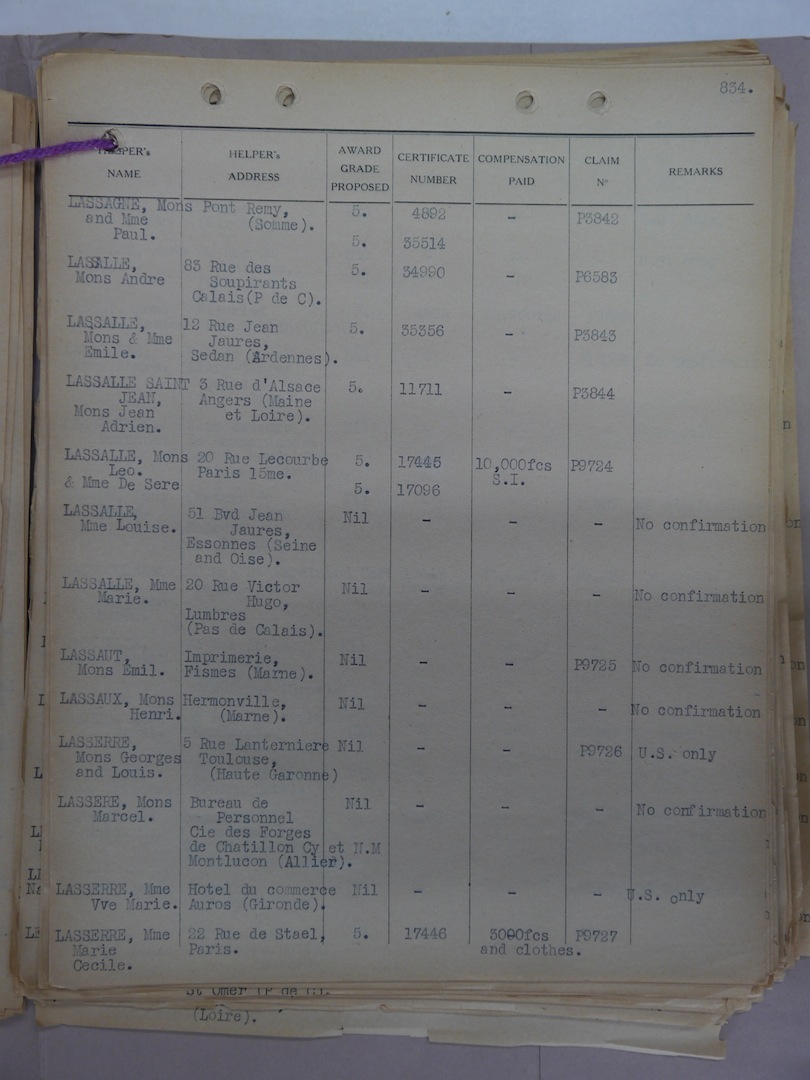 834.
HELPER's NAME
HELPER's ADDRESS
AWARD GRADE PROPOSED
CERTIFICATE NUMBER
COMPENSATION PAID
CLAIM No
REMARKS
LASSAGNE, Mons Pont Remy, 5. 4892 - P3842
and Mme (Somme).
Paul. 5. 35514
LASSALLE, 83 Rue des 5. 34990 - P6583
Mons Andre Soupirants
Calais(P de C).
LASSALLE, 12 Rue Jean 5. 35356 - P3843
Mons & Mme Jaures,
Emile. Sedan (Ardennes).
LASSALLE SAINT 3 Rue d'Alsace 5. 11711 - P3844
JEAN, Angers (Maine
Mons Jean et Loire).
Adrien.
LASSALLE, Mons 20 Rue Lecourbe 5. 17445 10,000fcs P9724
Leo. Paris 15me. S.I.
& Mme De Sere 5. 17096
LASSALLE, 51 Bvd Jean Nil - - - No confirmation
Mme Louise. Jaures,
Essonnes (Seine
and Oise).
LASSALLE, Mme 20 Rue Victor Nil - - - No confirmation
Marie. Hugo,
Lumbres
(Pas de Calais).
LASSAUT, Imprimerie, Nil - - P9725 No confirmation
Mons Emil. Fismes (Marne).
LASSAUX, Mons Hermonville, Nil - - - No confirmation
Henri. (Marne).
LASSERRE, 5 Rue Lanterniere Nil - - P9726 U.S. only
Mons Georges Toulouse,
and Louis. (Haute Garonne)
LASSERE, Mons Bureau de Nil - - - No confirmation
Marcel. Personnel
Cie des Forges
de Chatillon Cy et N.M
Montlucon (Allier).
LASSERRE, Mme Hotel du commerce Nil - - - U.S. only
Vve Marie. Auros (Gironde).
LASSERRE, Mme 22 Rue de Stael, 5. 17446 3000fcs P9727
Marie Paris. and clothes.
Cecile.
St Omer (P de C).
(Loire).